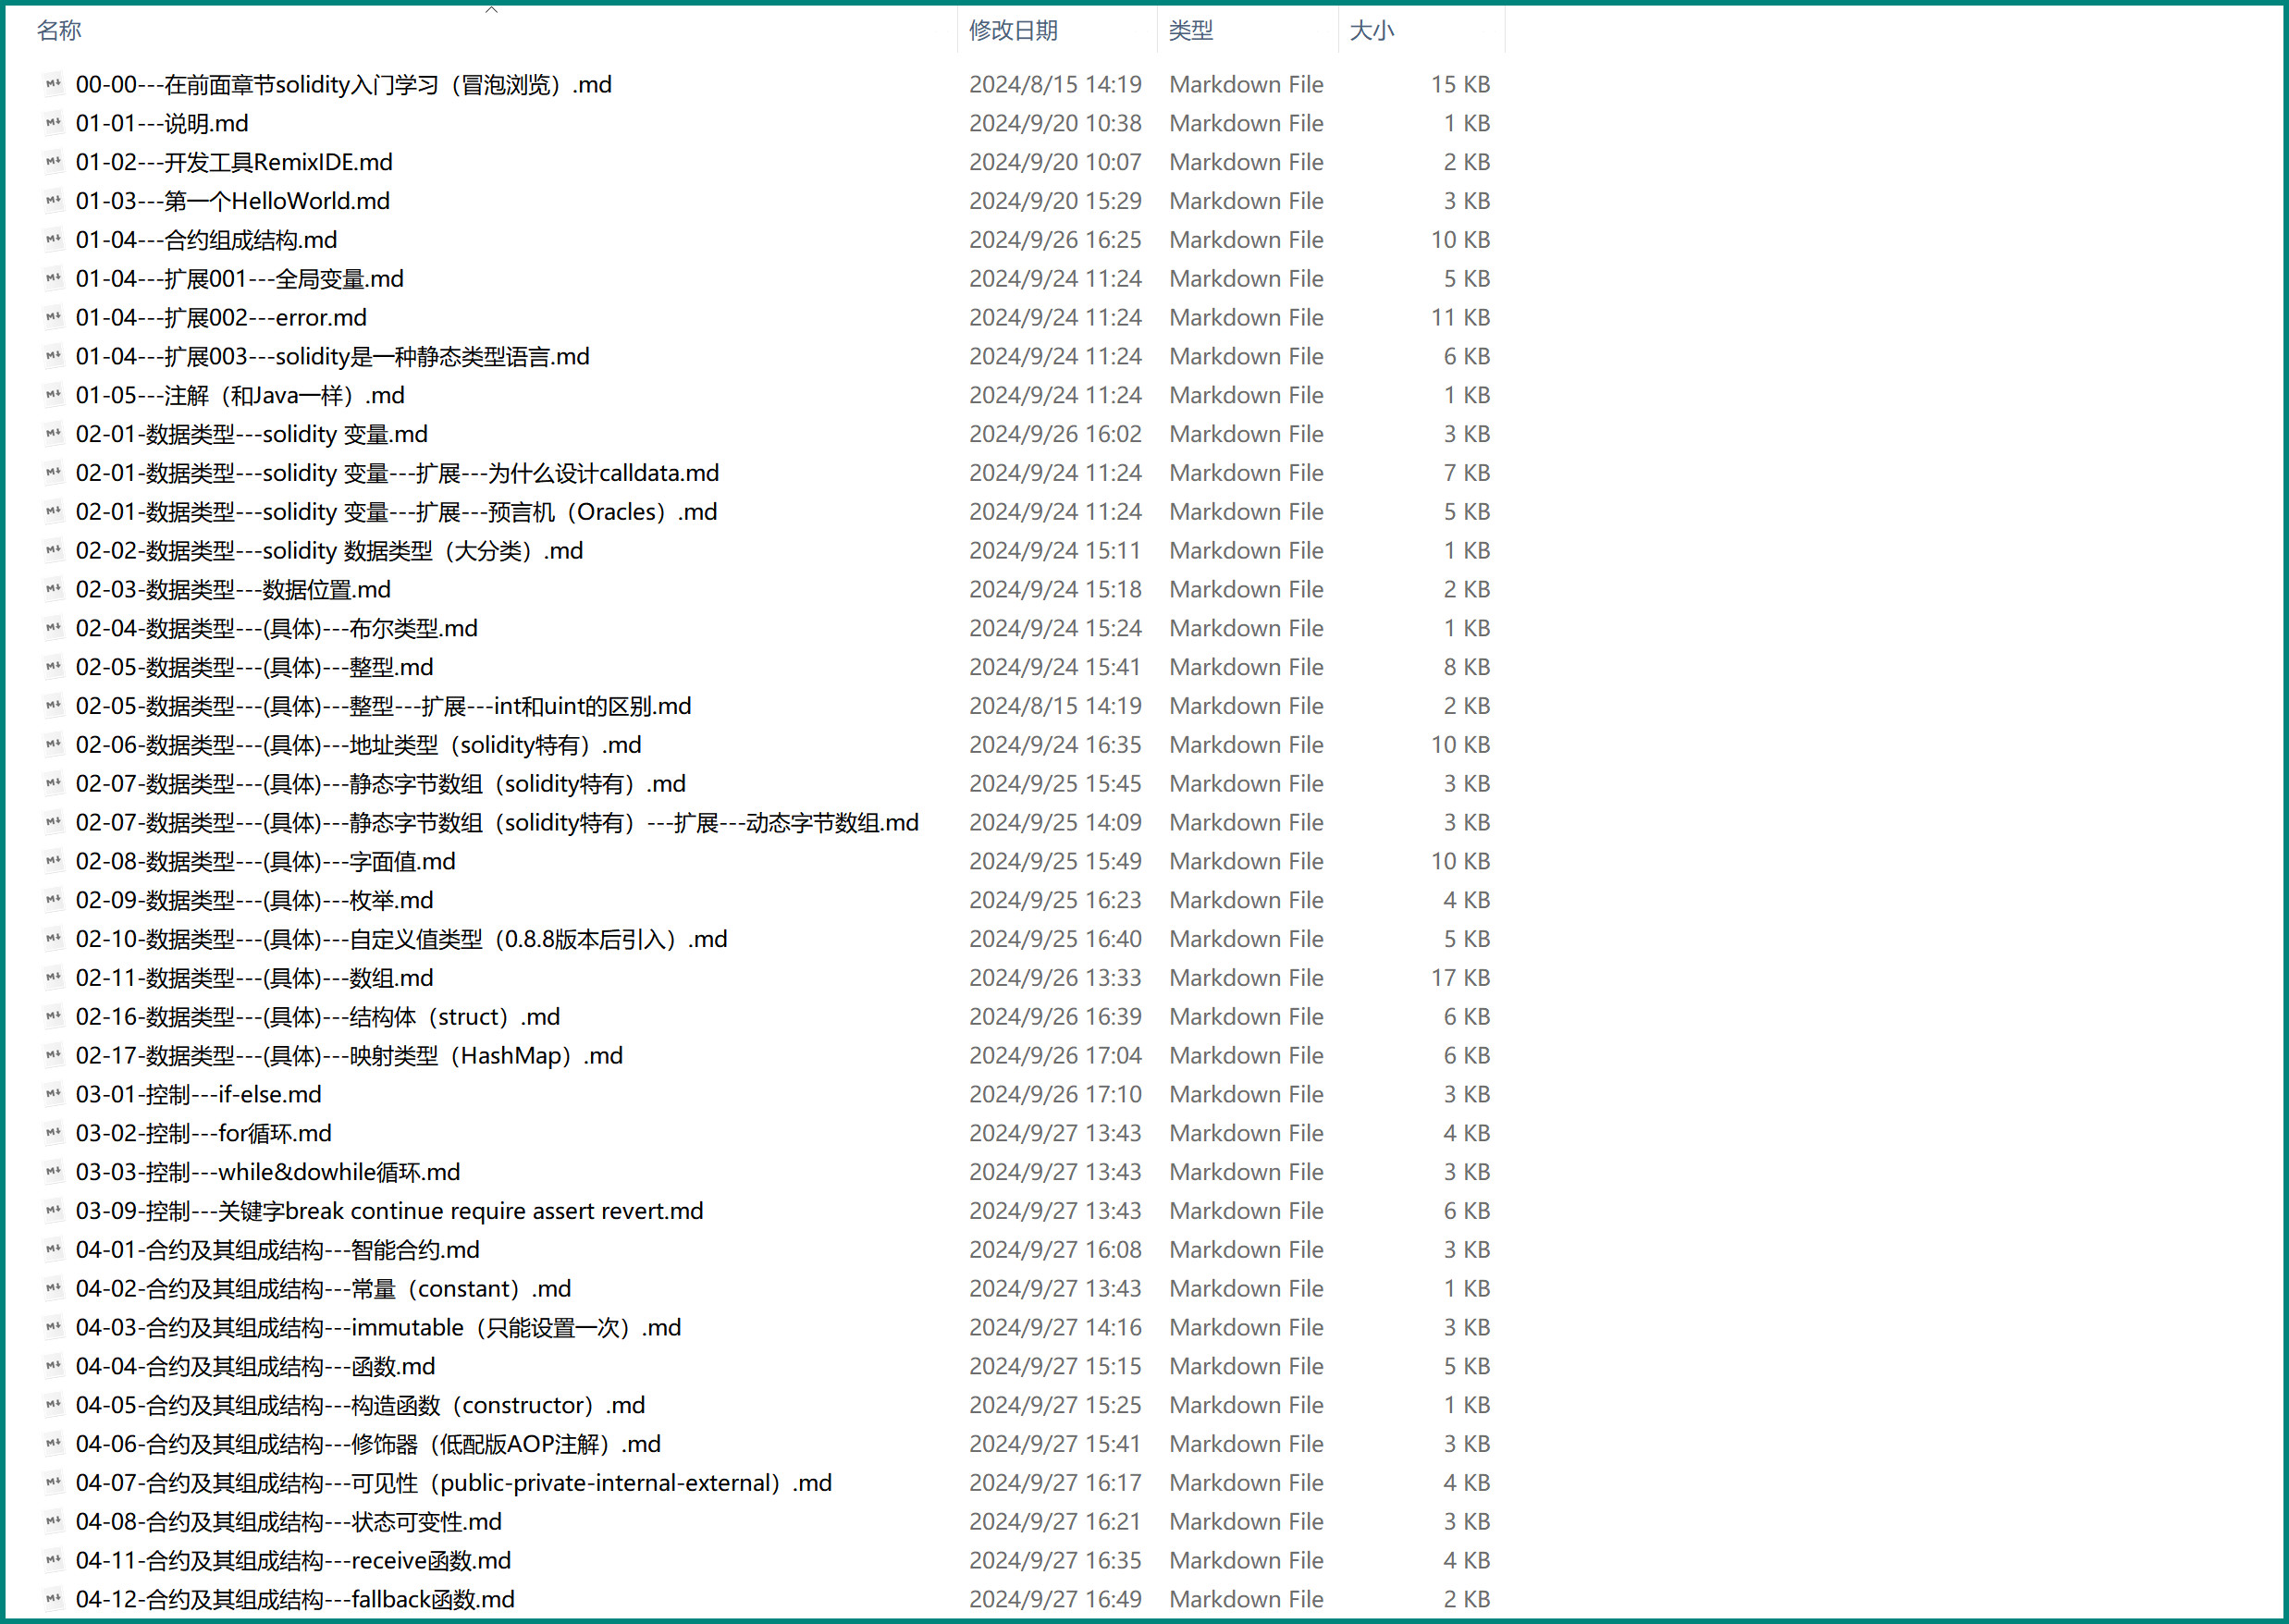 名称 修改日期 类型 大小
00-00---在前面章节solidity入门学习（冒泡浏览）.md 2024/8/15 14:19 Markdown File 15 KB
01-01---说明.md 2024/9/20 10:38 Markdown File 1 KB
01-02---开发工具RemixIDE.md 2024/9/20 10:07 Markdown File 2 KB
01-03---第一个HelloWorld.md 2024/9/20 15:29 Markdown File 3 KB
01-04---合约组成结构.md 2024/9/26 16:25 Markdown File 10 KB
01-04---扩展001---全局变量.md 2024/9/24 11:24 Markdown File 5 KB
01-04---扩展002---error.md 2024/9/24 11:24 Markdown File 11 KB
01-04---扩展003---solidity是一种静态类型语言.md 2024/9/24 11:24 Markdown File 6 KB
01-05---注解（和Java一样）.md 2024/9/24 11:24 Markdown File 1 KB
02-01-数据类型---solidity 变量.md 2024/9/26 16:02 Markdown File 3 KB
02-01-数据类型---solidity 变量---扩展---为什么设计calldata.md 2024/9/24 11:24 Markdown File 7 KB
02-01-数据类型---solidity 变量---扩展---预言机（Oracles）.md 2024/9/24 11:24 Markdown File 5 KB
02-02-数据类型---solidity 数据类型（大分类）.md 2024/9/24 15:11 Markdown File 1 KB
02-03-数据类型---数据位置.md 2024/9/24 15:18 Markdown File 2 KB
02-04-数据类型---(具体)---布尔类型.md 2024/9/24 15:24 Markdown File 1 KB
02-05-数据类型---(具体)---整型.md 2024/9/24 15:41 Markdown File 8 KB
02-05-数据类型---(具体)---整型---扩展---int和uint的区别.md 2024/8/15 14:19 Markdown File 2 KB
02-06-数据类型---(具体)---地址类型（solidity特有）.md 2024/9/24 16:35 Markdown File 10 KB
02-07-数据类型---(具体)---静态字节数组（solidity特有）.md 2024/9/25 15:45 Markdown File 3 KB
02-07-数据类型---(具体)---静态字节数组（solidity特有）---扩展---动态字节数组.md 2024/9/25 14:09 Markdown File 3 KB
02-08-数据类型---(具体)---字面值.md 2024/9/25 15:49 Markdown File 10 KB
02-09-数据类型---(具体)---枚举.md 2024/9/25 16:23 Markdown File 4 KB
02-10-数据类型---(具体)---自定义值类型（0.8.8版本后引入）.md 2024/9/25 16:40 Markdown File 5 KB
02-11-数据类型---(具体)---数组.md 2024/9/26 13:33 Markdown File 17 KB
02-16-数据类型---(具体)---结构体（struct）.md 2024/9/26 16:39 Markdown File 6 KB
02-17-数据类型---(具体)---映射类型（HashMap）.md 2024/9/26 17:04 Markdown File 6 KB
03-01-控制---if-else.md 2024/9/26 17:10 Markdown File 3 KB
03-02-控制---for循环.md 2024/9/27 13:43 Markdown File 4 KB
03-03-控制---while&dowhile循环.md 2024/9/27 13:43 Markdown File 3 KB
03-09-控制---关键字break continue require assert revert.md 2024/9/27 13:43 Markdown File 6 KB
04-01-合约及其组成结构---智能合约.md 2024/9/27 16:08 Markdown File 3 KB
04-02-合约及其组成结构---常量（constant）.md 2024/9/27 13:43 Markdown File 1 KB
04-03-合约及其组成结构---immutable（只能设置一次）.md 2024/9/27 14:16 Markdown File 3 KB
04-04-合约及其组成结构---函数.md 2024/9/27 15:15 Markdown File 5 KB
04-05-合约及其组成结构---构造函数（constructor）.md 2024/9/27 15:25 Markdown File 1 KB
04-06-合约及其组成结构---修饰器（低配版AOP注解）.md 2024/9/27 15:41 Markdown File 3 KB
04-07-合约及其组成结构---可见性（public-private-internal-external）.md 2024/9/27 16:17 Markdown File 4 KB
04-08-合约及其组成结构---状态可变性.md 2024/9/27 16:21 Markdown File 3 KB
04-11-合约及其组成结构---receive函数.md 2024/9/27 16:35 Markdown File 4 KB
04-12-合约及其组成结构---fallback函数.md 2024/9/27 16:49 Markdown File 2 KB